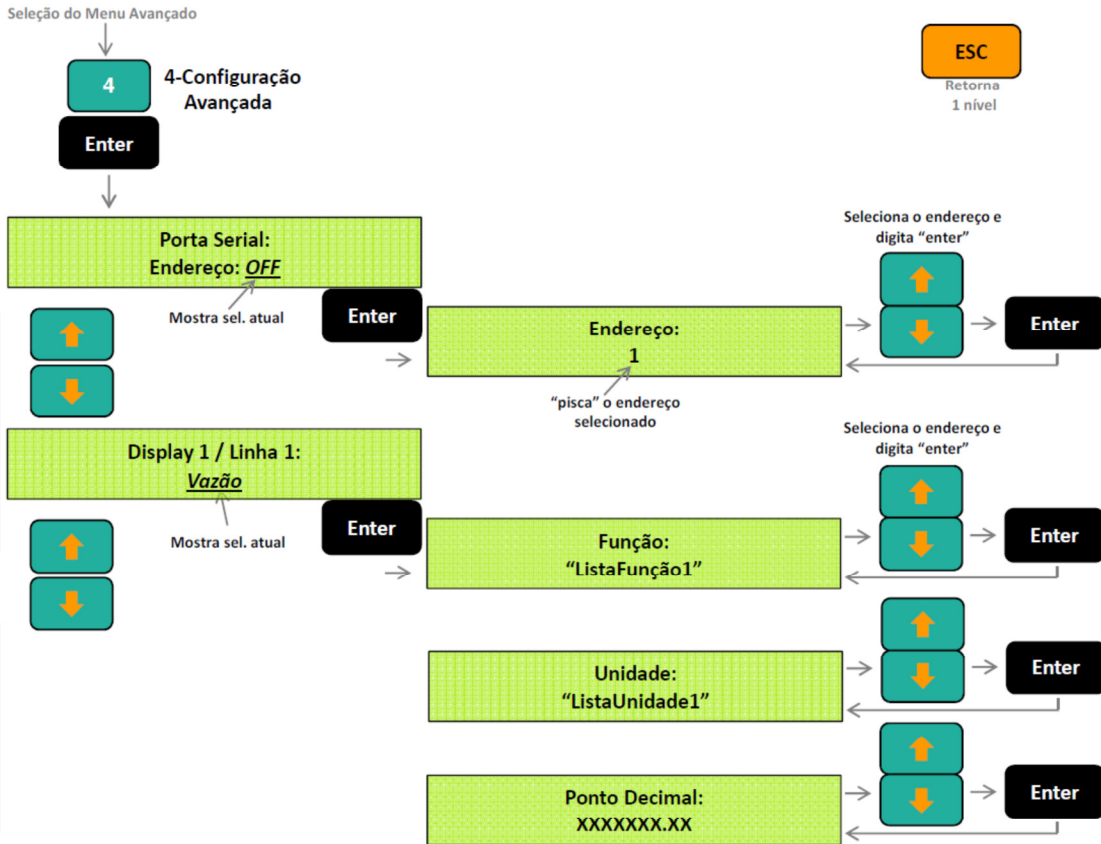 Seleção do Menu Avançado
4
4-Configuração
Avançada
Enter
ESC
Retorna
1 nível
Porta Serial:
Endereço: OFF
Mostra sel. atual
Enter
Endereço:
1
"pisca" o endereço
selecionado
Seleciona o endereço e
digita “enter”
Enter
Display 1 / Linha 1:
Vazão
Mostra sel. atual
Enter
Função:
“ListaFunção1”
Seleciona o endereço e
digita “enter”
Enter
Unidade:
“ListaUnidade1”
Enter
Ponto Decimal:
XXXXXXX.XX
Enter